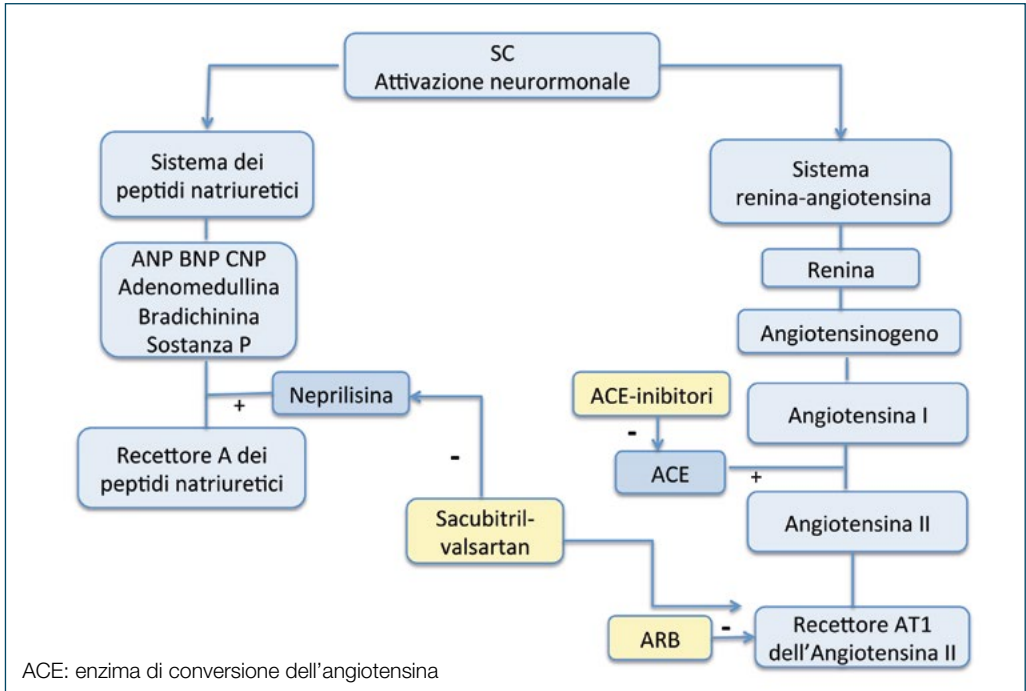 SC
Attivazione neurormonale
Sistema dei
peptidi natriuretici
ANP BNP CNP
Adenomedullina
Bradichinina
Sostanza P
+
Neprilisina
Recettore A dei
peptidi natriuretici
-
Sacubitril-
valsartan
Sistema
renina-angiotensina
Renina
Angiotensinogeno
Angiotensina I
ACE-inibitori
-
ACE
+
Angiotensina II
ARB
-
Recettore AT1
dell'Angiotensina II
ACE: enzima di conversione dell'angiotensina